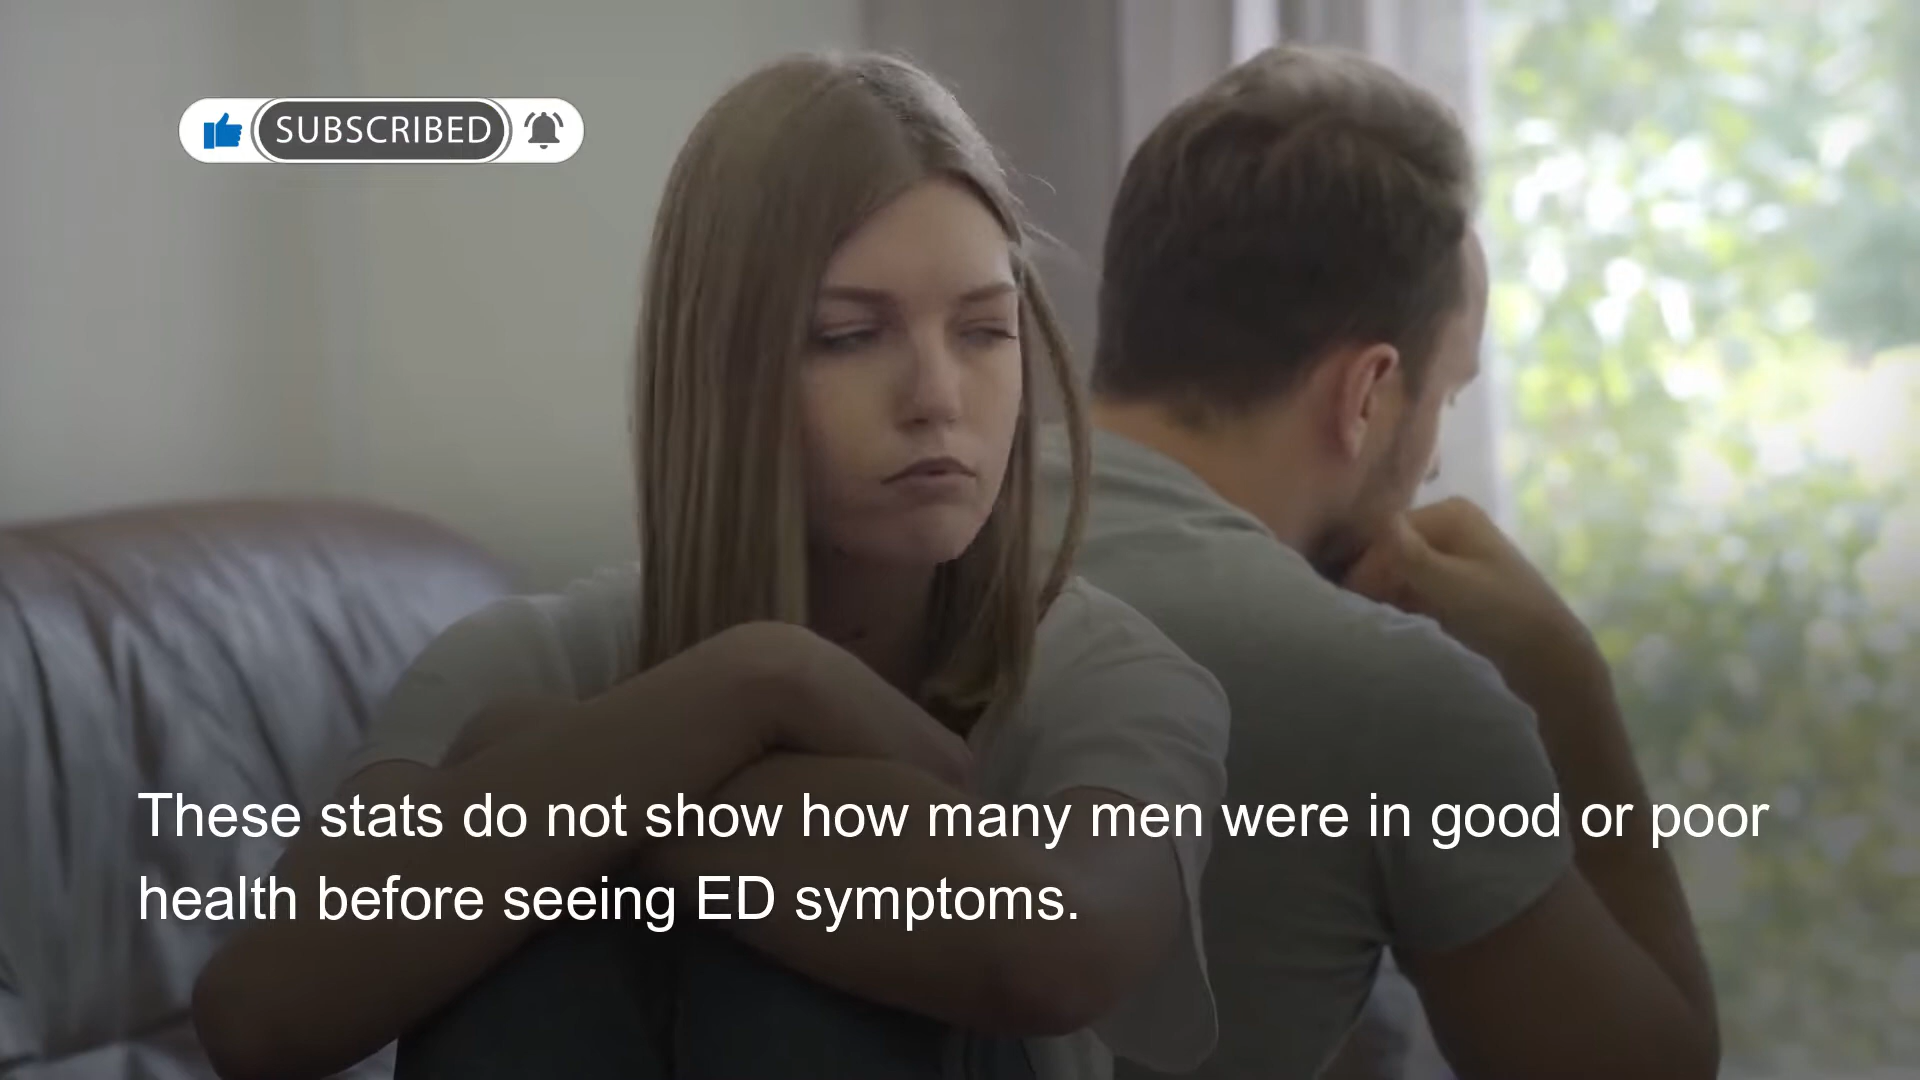 SUBSCRIBED
These stats do not show how many men were in good or poor
health before seeing ED symptoms.